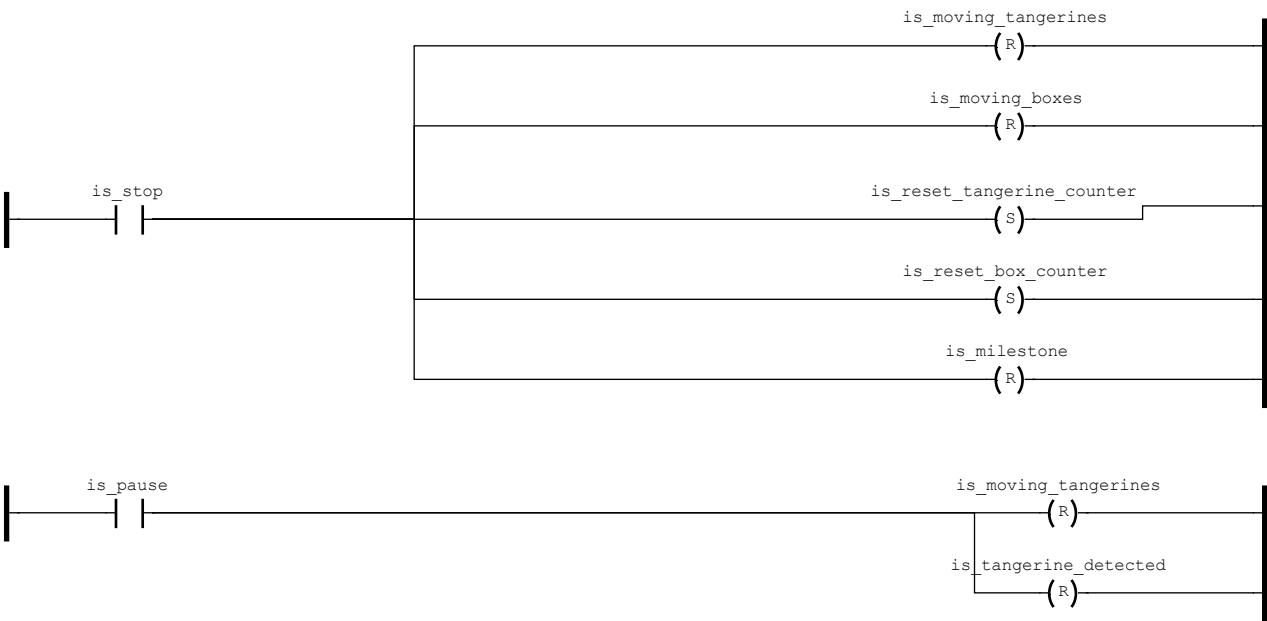 is_moving_tangerines
(R)
is_moving_boxes
(R)
is_stop
is_reset_tangerine_counter
(S)
is_reset_box_counter
(S)
is_milestone
(R)
is_pause
is_moving_tangerines
(R)
is_tangerine_detected
(R)